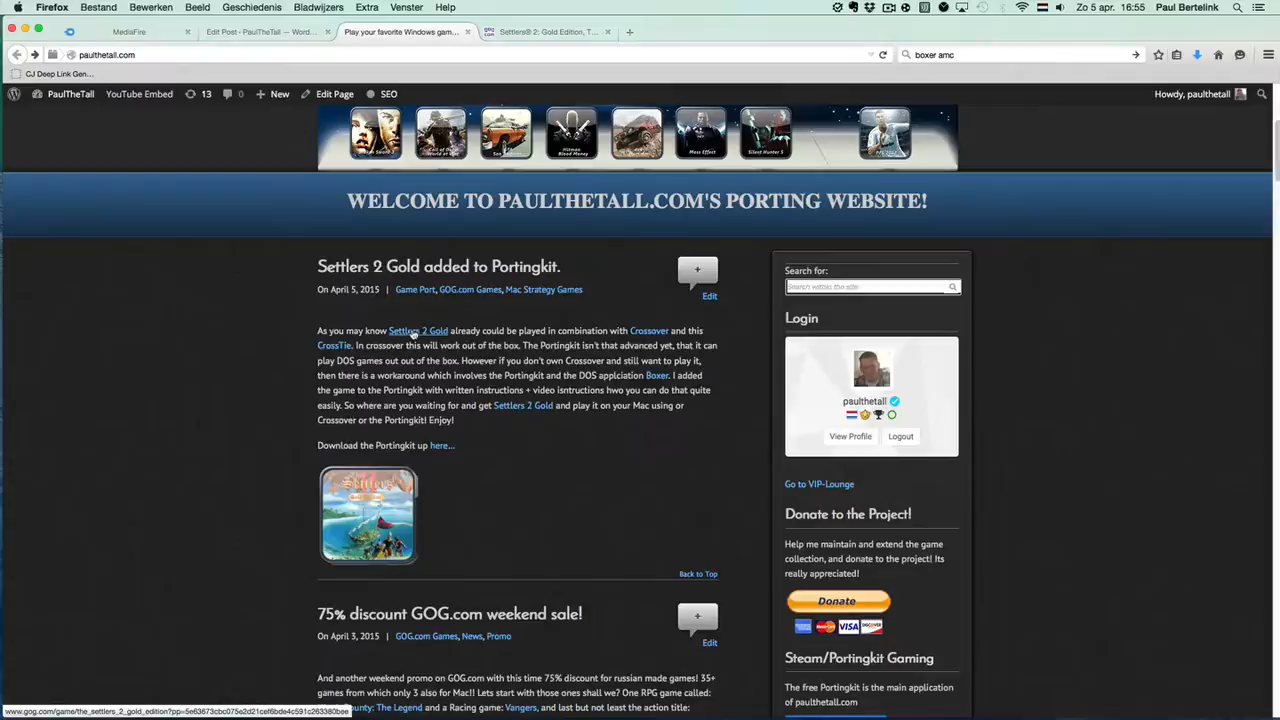 Firefox Bestand Bewerken Beeld Geschiedenis Bladwijzers Extra Venster Help Zo 5 apr. 16:55 Paul Bertelink
MediaFire × Edit Post ‹ PaulTheTall — Word... × Play your favorite Windows gam... × Settlers® 2: Gold Edition, T... × +
paulthetall.com boxer amc
CJ Deep Link Gen...
PaulTheTall YouTube Embed 13 0 + New Edit Page SEO Howdy, paulthetall
WELCOME TO PAULTHETALL.COM'S PORTING WEBSITE!
Settlers 2 Gold added to Portingkit.
+
On April 5, 2015 | Game Port, GOG.com Games, Mac Strategy Games
Edit
As you may know Settlers 2 Gold already could be played in combination with Crossover and this
CrossTie. In crossover this will work out of the box. The Portingkit isn't that advanced yet, that it can
play DOS games out out of the box. However if you don't own Crossover and still want to play it,
then there is a workaround which involves the Portingkit and the DOS applciation Boxer. I added
the game to the Portingkit with written instructions + video isntructions hwo you can do that quite
easily. So where are you waiting for and get Settlers 2 Gold and play it on your Mac using or
Crossover or the Portingkit! Enjoy!
Download the Portingkit up here...
Settlers
Back to Top
75% discount GOG.com weekend sale!
+
On April 3, 2015 | GOG.com Games, News, Promo
Edit
And another weekend promo on GOG.com with this time 75% discount for russian made games! 35+
games from which only 3 also for Mac!! Lets start with those ones shall we? One RPG game called:
ounty: The Legend and a Racing game: Vangers, and last but not least the action title:
Search for:
Search within the site
Login
paulthetall
View Profile Logout
Go to VIP-Lounge
Donate to the Project!
Help me maintain and extend the game
collection, and donate to the project! Its
really appreciated!
Donate
VISA
Steam/Portingkit Gaming
The free Portingkit is the main application
of paulthetall.com